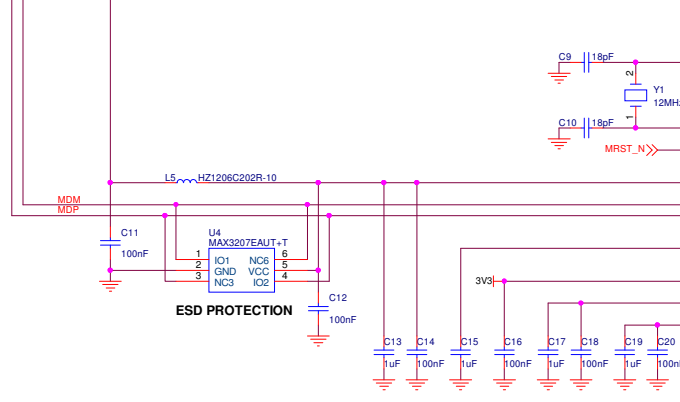 C9
18pF
2
Y1
12MHz
1
C10
18pF
MRST_N
L5
HZ1206C202R-10
MDM
MDP
C11
100nF
U4
MAX3207EAUT+T
1
IO1
NC6
6
2
GND
VCC
5
3
NC3
IO2
4
ESD PROTECTION
C12
100nF
3V3
C13
1uF
C14
100nF
C15
1uF
C16
100nF
C17
1uF
C18
100nF
C19
1uF
C20
100n